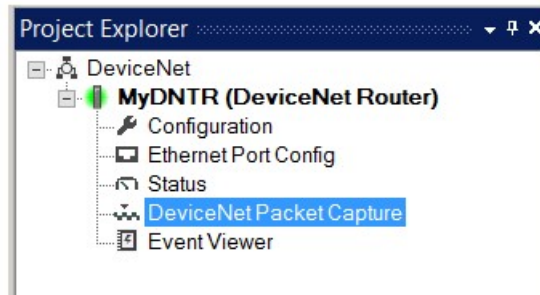 Project Explorer
DeviceNet
MyDNTR (DeviceNet Router)
Configuration
Ethernet Port Config
Status
DeviceNet Packet Capture
Event Viewer